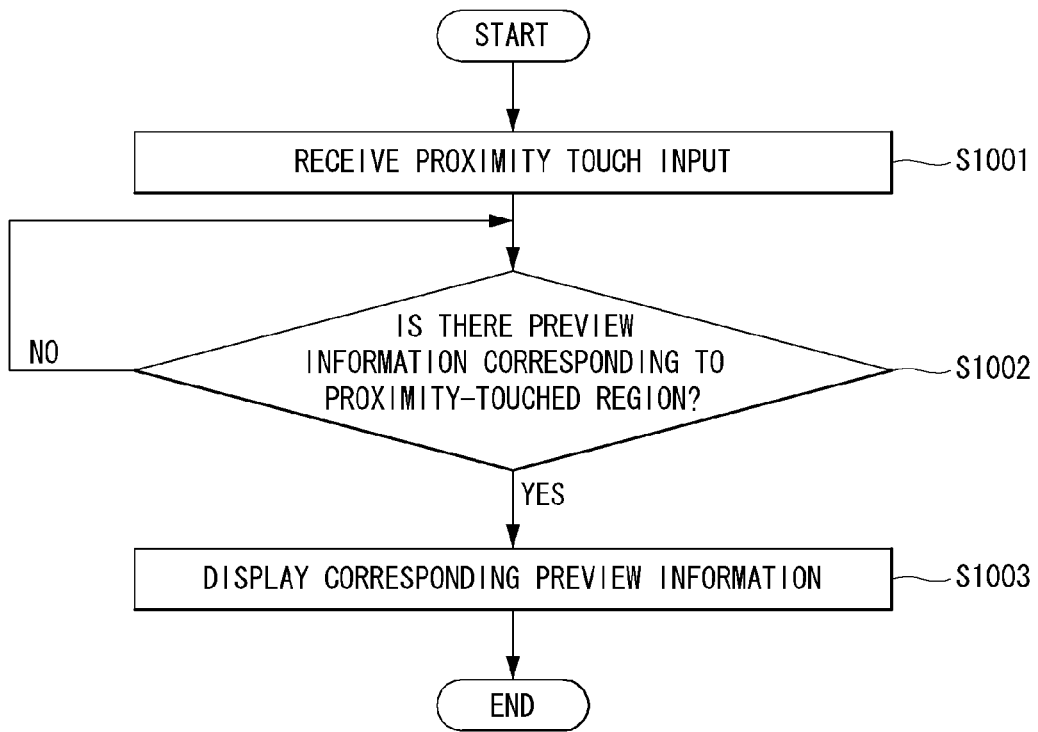 START
RECEIVE PROXIMITY TOUCH INPUT
S1001
IS THERE PREVIEW
INFORMATION CORRESPONDING TO
PROXIMITY-TOUCHED REGION?
NO
S1002
YES
DISPLAY CORRESPONDING PREVIEW INFORMATION
S1003
END